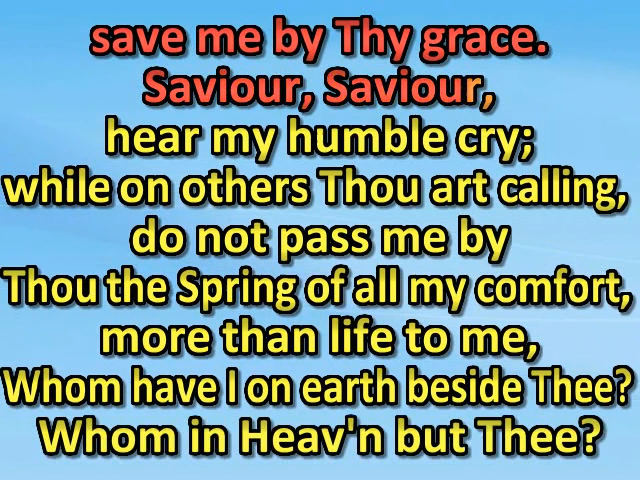 save me by Thy grace.
Saviour, Saviour,
hear my humble cry;
while on others Thou art calling,
do not pass me by
Thou the Spring of all my comfort,
more than life to me,
Whom have I on earth beside Thee?
Whom in Heav'n but Thee?